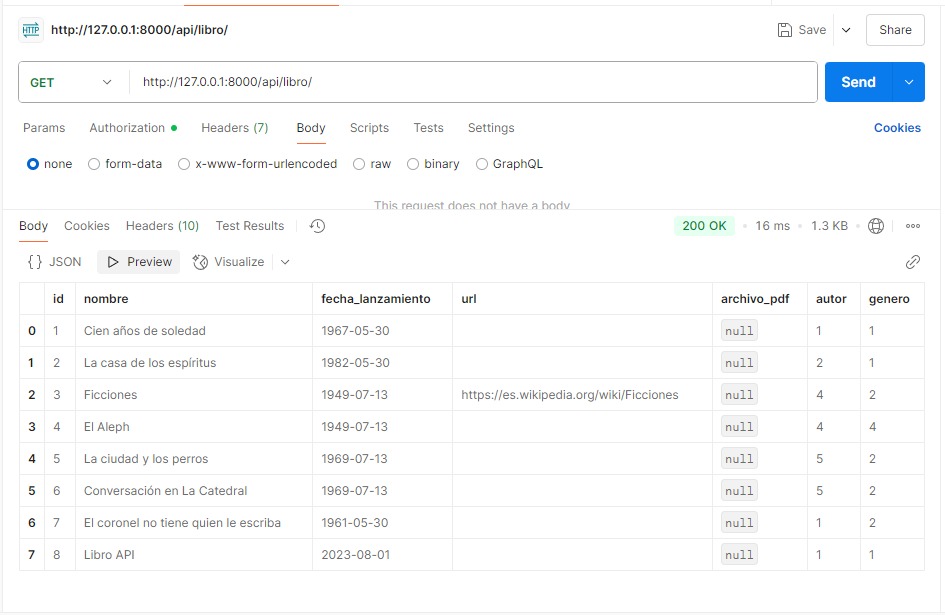 HTTP http://127.0.0.1:8000/api/libro/ Save Share
GET http://127.0.0.1:8000/api/libro/ Send
Params Authorization Headers (7) Body Scripts Tests Settings Cookies
none form-data x-www-form-urlencoded raw binary GraphQL
This request does not have a body
Body Cookies Headers (10) Test Results 200 OK 16 ms 1.3 KB
{} JSON Preview Visualize
id nombre fecha_lanzamiento url archivo_pdf autor genero
0 1 Cien años de soledad 1967-05-30 null 1 1
1 2 La casa de los espíritus 1982-05-30 null 2 1
2 3 Ficciones 1949-07-13 https://es.wikipedia.org/wiki/Ficciones null 4 2
3 4 El Aleph 1949-07-13 null 4 4
4 5 La ciudad y los perros 1969-07-13 null 5 2
5 6 Conversación en La Catedral 1969-07-13 null 5 2
6 7 El coronel no tiene quien le escriba 1961-05-30 null 1 2
7 8 Libro API 2023-08-01 null 1 1